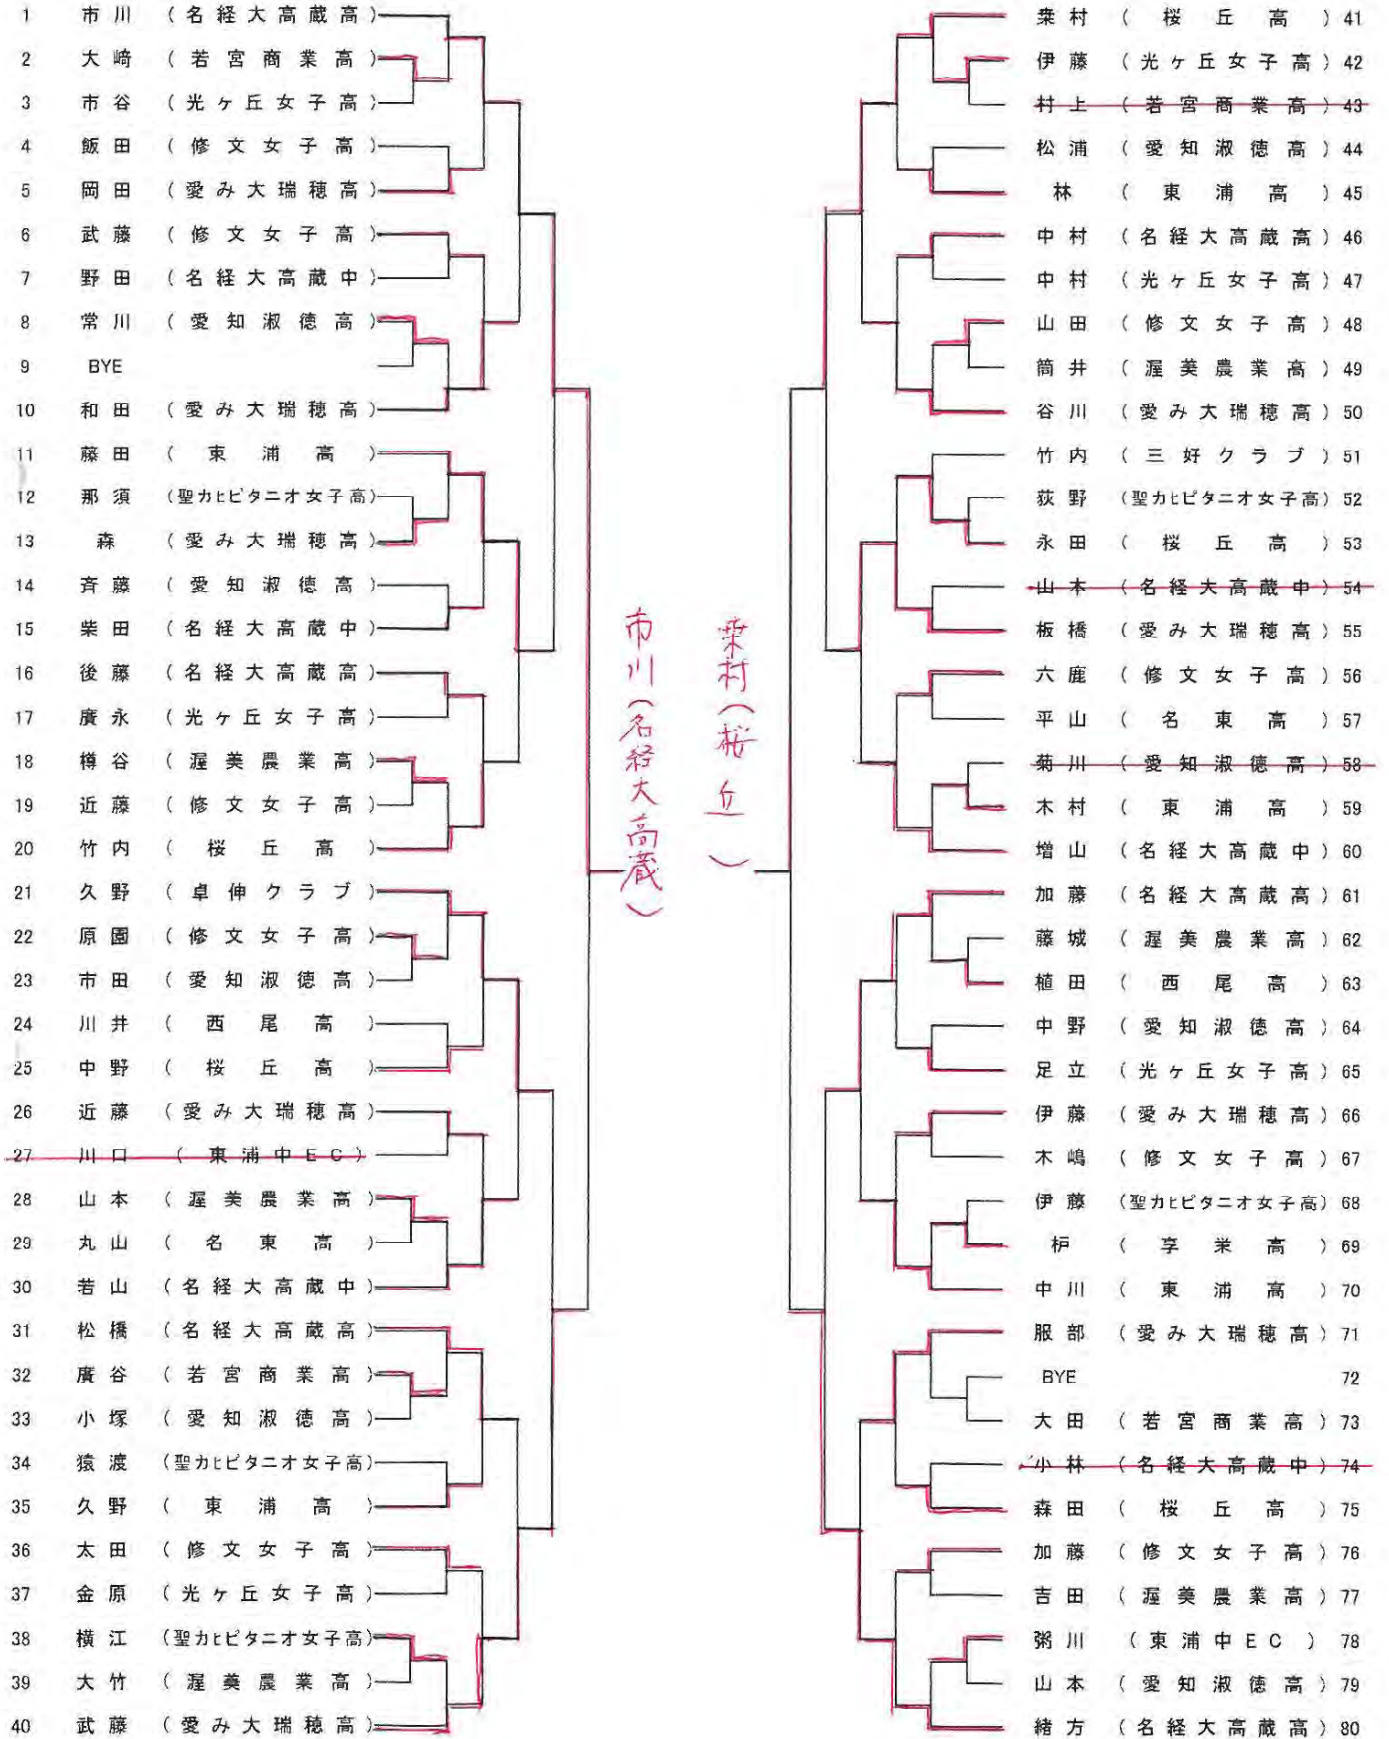 1 市川 (名経大高蔵高)
2 大﨑 (若宮商業高)
3 市谷 (光ヶ丘女子高)
4 飯田 (修文女子高)
5 岡田 (愛み大瑞穂高)
6 武藤 (修文女子高)
7 野田 (名経大高蔵中)
8 常川 (愛知淑徳高)
9 BYE
10 和田 (愛み大瑞穂高)
11 藤田 (東浦高)
12 那須 (聖カピタニオ女子高)
13 森 (愛み大瑞穂高)
14 斉藤 (愛知淑徳高)
15 柴田 (名経大高蔵中)
16 後藤 (名経大高蔵高)
17 廣永 (光ヶ丘女子高)
18 樽谷 (渥美農業高)
19 近藤 (修文女子高)
20 竹内 (桜丘高)
21 久野 (卓伸クラブ)
22 原園 (修文女子高)
23 市田 (愛知淑徳高)
24 川井 (西尾高)
25 中野 (桜丘高)
26 近藤 (愛み大瑞穂高)
27 川口 (東浦中EC)
28 山本 (渥美農業高)
29 丸山 (名東高)
30 若山 (名経大高蔵中)
31 松橋 (名経大高蔵高)
32 廣谷 (若宮商業高)
33 小塚 (愛知淑徳高)
34 猿渡 (聖カピタニオ女子高)
35 久野 (東浦高)
36 太田 (修文女子高)
37 金原 (光ヶ丘女子高)
38 横江 (聖カピタニオ女子高)
39 大竹 (渥美農業高)
40 武藤 (愛み大瑞穂高)
市川(名経大高蔵)
桒村(桜丘)
桒村 (桜丘高) 41
伊藤 (光ヶ丘女子高) 42
村上 (若宮商業高) 43
松浦 (愛知淑徳高) 44
林 (東浦高) 45
中村 (名経大高蔵高) 46
中村 (光ヶ丘女子高) 47
山田 (修文女子高) 48
筒井 (渥美農業高) 49
谷川 (愛み大瑞穂高) 50
竹内 (三好クラブ) 51
荻野 (聖カピタニオ女子高) 52
永田 (桜丘高) 53
山本 (名経大高蔵中) 54
板橋 (愛み大瑞穂高) 55
六鹿 (修文女子高) 56
平山 (名東高) 57
菊川 (愛知淑徳高) 58
木村 (東浦高) 59
増山 (名経大高蔵中) 60
加藤 (名経大高蔵高) 61
藤城 (渥美農業高) 62
植田 (西尾高) 63
中野 (愛知淑徳高) 64
足立 (光ヶ丘女子高) 65
伊藤 (愛み大瑞穂高) 66
木嶋 (修文女子高) 67
伊藤 (聖カピタニオ女子高) 68
枦 (享栄高) 69
中川 (東浦高) 70
服部 (愛み大瑞穂高) 71
BYE 72
大田 (若宮商業高) 73
小林 (名経大高蔵中) 74
森田 (桜丘高) 75
加藤 (修文女子高) 76
吉田 (渥美農業高) 77
粥川 (東浦中EC) 78
山本 (愛知淑徳高) 79
緒方 (名経大高蔵高) 80